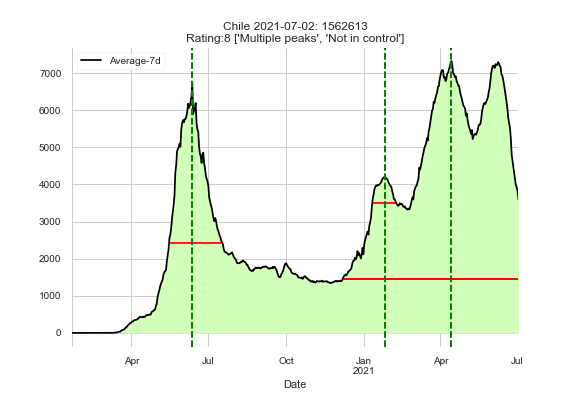 Chile 2021-07-02: 1562613
Rating:8 ['Multiple peaks', 'Not in control']
Average-7d
7000
6000
5000
4000
3000
2000
1000
0
Apr Jul Oct Jan Apr Jul
2021
Date